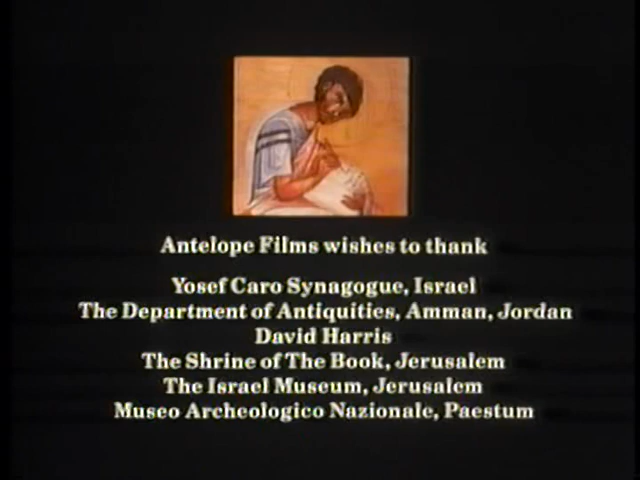 Antelope Films wishes to thank
Yosef Caro Synagogue, Israel
The Department of Antiquities, Amman, Jordan
David Harris
The Shrine of The Book, Jerusalem
The Israel Museum, Jerusalem
Museo Archeologico Nazionale, Paestum